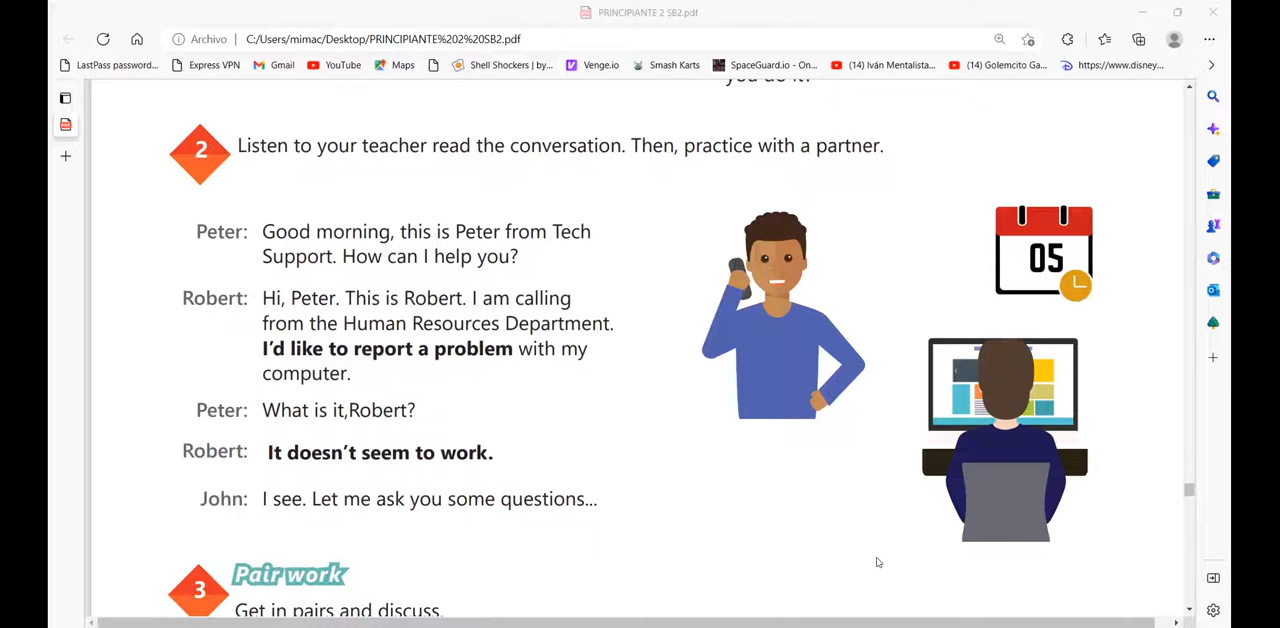 PRINCIPIANTE 2 SB2.pdf
Archivo | C:/Users/mimac/Desktop/PRINCIPIANTE%202%20SB2.pdf
LastPass password... Express VPN Gmail YouTube Maps Shell Shockers | by... Venge.io Smash Karts SpaceGuard.io - On... (14) Iván Mentalista... (14) Golemcito Ga... https://www.disney...
you do it?
2 Listen to your teacher read the conversation. Then, practice with a partner.
Peter: Good morning, this is Peter from Tech
Support. How can I help you?
Robert: Hi, Peter. This is Robert. I am calling
from the Human Resources Department.
I'd like to report a problem with my
computer.
Peter: What is it,Robert?
Robert: It doesn't seem to work.
John: I see. Let me ask you some questions...
05
3 Pair work
Get in pairs and discuss.